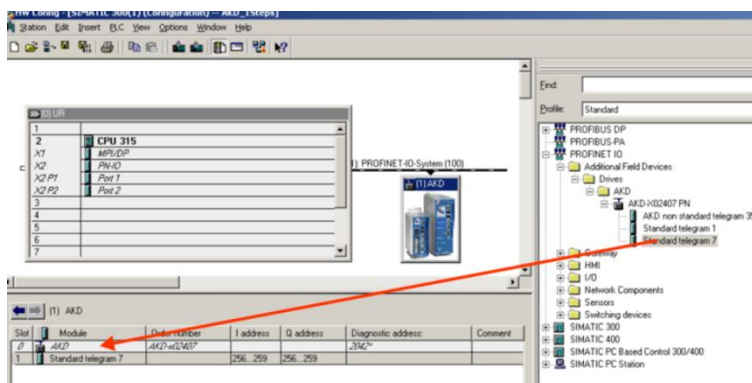 HW Config - [SIMATIC 300(1) (Configuration) -- AKD_1Steps]
Station Edit Insert PLC View Options Window Help
(0) UR
1
2 CPU 315
X1 MPI/DP
X2 PN-IO
X2 P1 Port 1
X2 P2 Port 2
3
4
5
6
7
1): PROFINET-IO-System (100)
(1) AKD
Find:
Profile: Standard
PROFIBUS DP
PROFIBUS-PA
PROFINET IO
Additional Field Devices
Drives
AKD
AKD-X02407 PN
AKD non standard telegram 35
Standard telegram 1
Standard telegram 7
Gateway
HMI
I/O
Network Components
Sensors
Switching devices
SIMATIC 300
SIMATIC 400
SIMATIC PC Based Control 300/400
SIMATIC PC Station
(1) AKD
Slot Module Order number I address Q address Diagnostic address: Comment
0 AKD AKD-x02407 2042*
1 Standard telegram 7 256...259 256...259